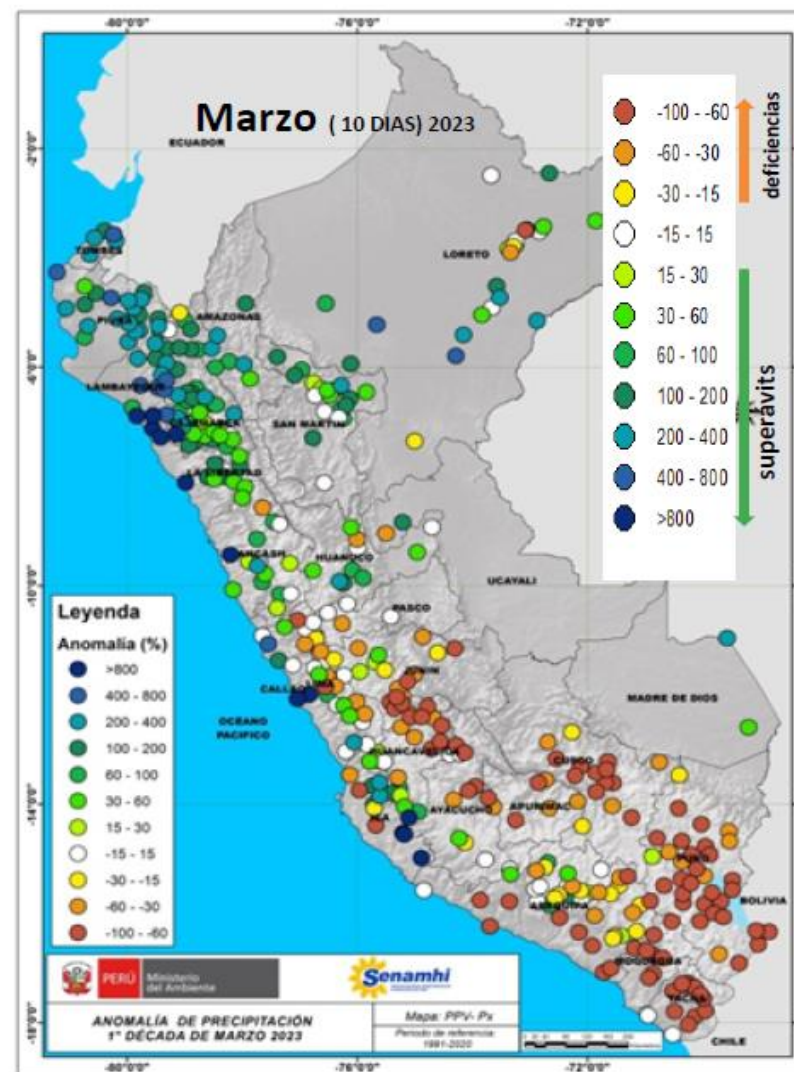 -80°0'0"
-76°0'0"
-72°0'0"
Marzo ( 10 DIAS) 2023
ECUADOR
-2°0'0"
-100 - -60
-60 - -30
-30 - -15
-15 - 15
15 - 30
30 - 60
60 - 100
100 - 200
200 - 400
400 - 800
>800
deficiencias
superávits
TUMBES
LORETO
PIURA
AMAZONAS
-6°0'0"
LAMBAYEQUE
CAJAMARCA
SAN MARTIN
LA LIBERTAD
ANCASH
HUANUCO
UCAYALI
-10°0'0"
PASCO
JUNIN
LIMA
CALLAO
MADRE DE DIOS
OCÉANO
PACIFICO
HUANCAVELICA
CUSCO
-14°0'0"
ICA
AYACUCHO
APURIMAC
PUNO
BOLIVIA
AREQUIPA
MOQUEGUA
TACNA
-18°0'0"
CHILE
Leyenda
Anomalía (%)
>800
400 - 800
200 - 400
100 - 200
60 - 100
30 - 60
15 - 30
-15 - 15
-30 - -15
-60 - -30
-100 - -60
PERÚ
Ministerio
del Ambiente
Senamhi
ANOMALÍA DE PRECIPITACIÓN
1° DÉCADA DE MARZO 2023
Mapa: PPV- Px
Periodo de referencia:
1991-2020
-80°0'0"
-76°0'0"
-72°0'0"